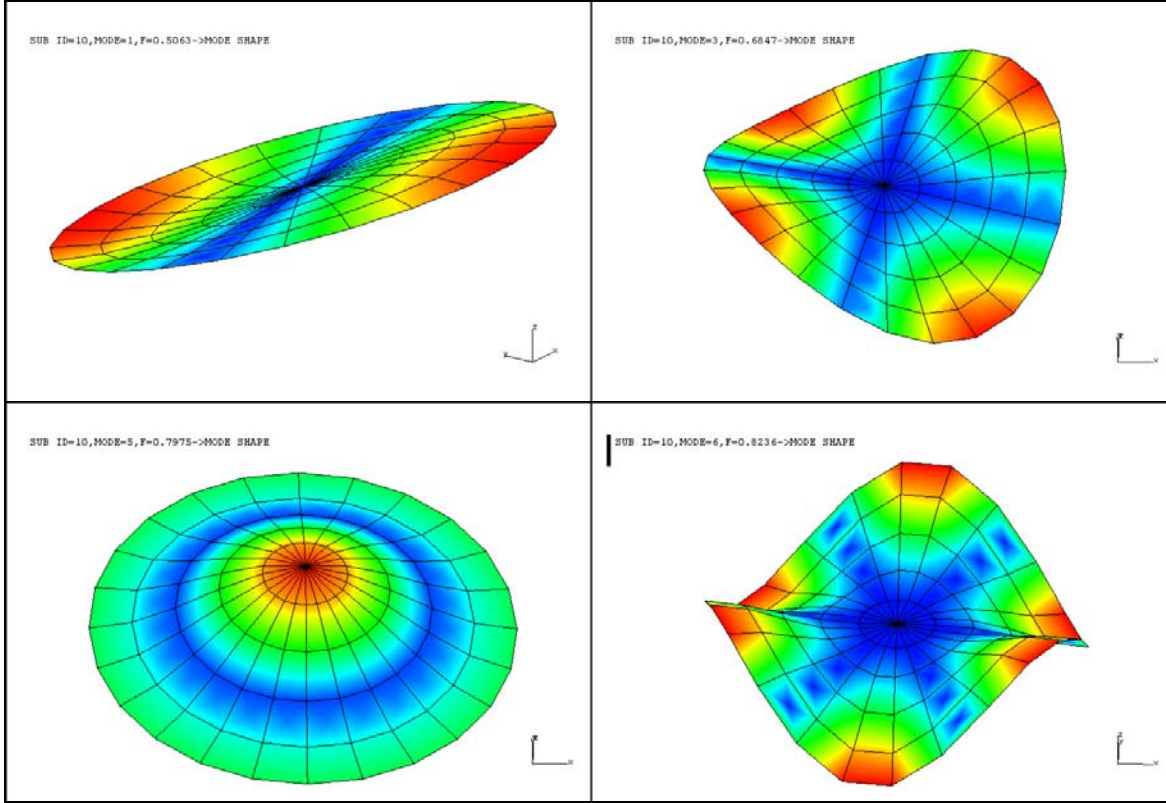 SUB ID=10,MODE=1,F=0.5063->MODE SHAPE
z
y
x
SUB ID=10,MODE=3,F=0.6847->MODE SHAPE
x
SUB ID=10,MODE=5,F=0.7975->MODE SHAPE
x
SUB ID=10,MODE=6,F=0.8236->MODE SHAPE
z
y
x